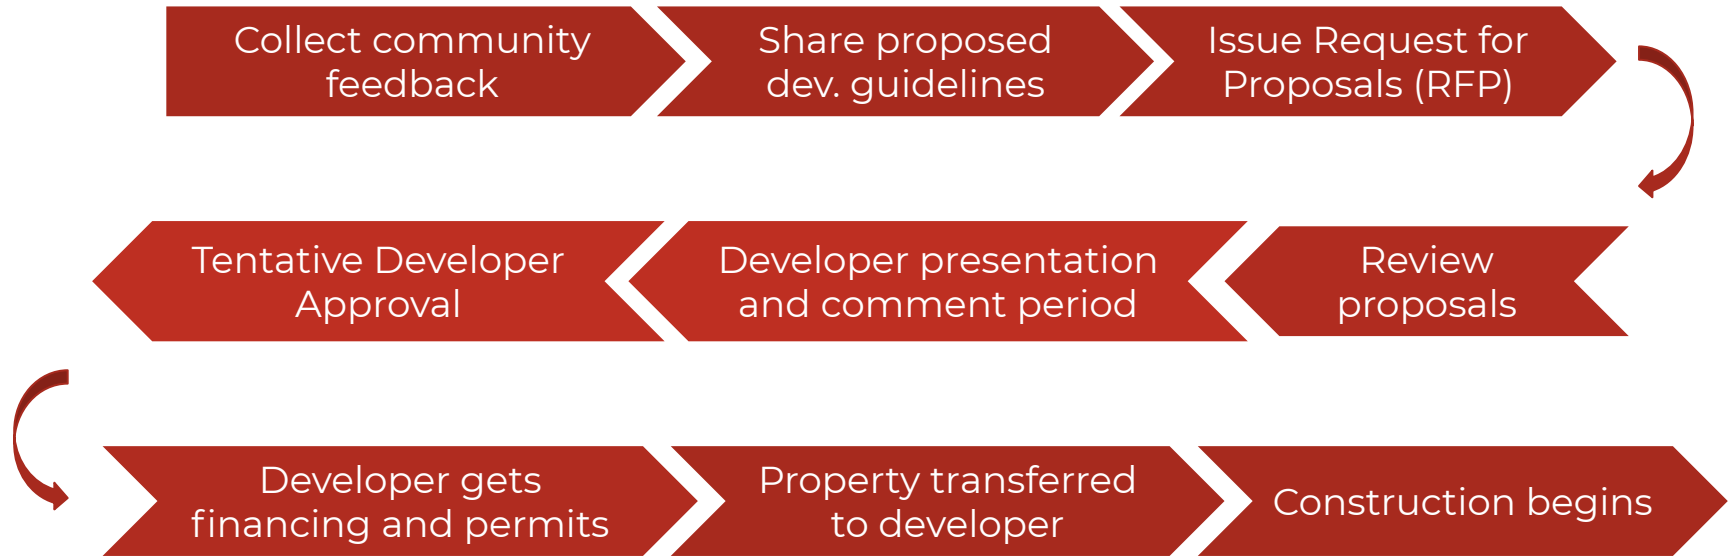 Collect community
feedback
Share proposed
dev. guidelines
Issue Request for
Proposals (RFP)
Review
proposals
Developer presentation
and comment period
Tentative Developer
Approval
Developer gets
financing and permits
Property transferred
to developer
Construction begins